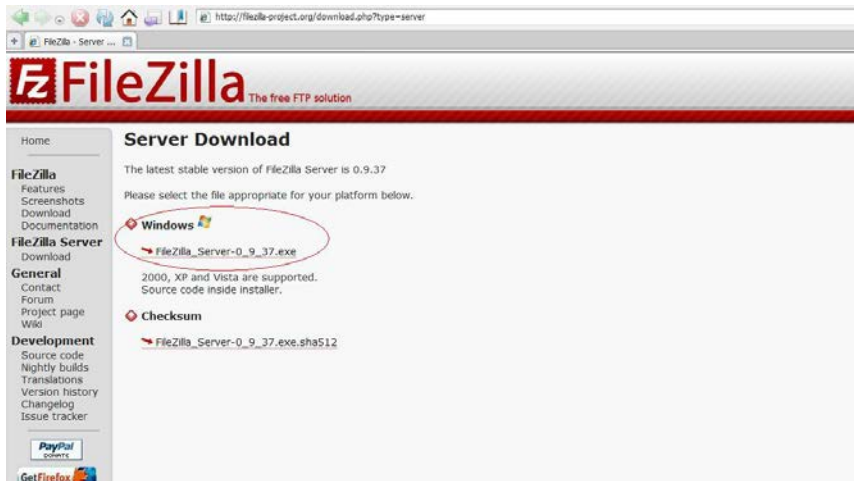 http://filezilla-project.org/download.php?type=server
FileZilla - Server ...
Fz FileZilla The free FTP solution
Home
FileZilla
Features
Screenshots
Download
Documentation
FileZilla Server
Download
General
Contact
Forum
Project page
Wiki
Development
Source code
Nightly builds
Translations
Version history
Changelog
Issue tracker
PayPal
DONATE
GetFirefox
Server Download
The latest stable version of FileZilla Server is 0.9.37
Please select the file appropriate for your platform below.
Windows
FileZilla_Server-0_9_37.exe
2000, XP and Vista are supported.
Source code inside installer.
Checksum
FileZilla_Server-0_9_37.exe.sha512